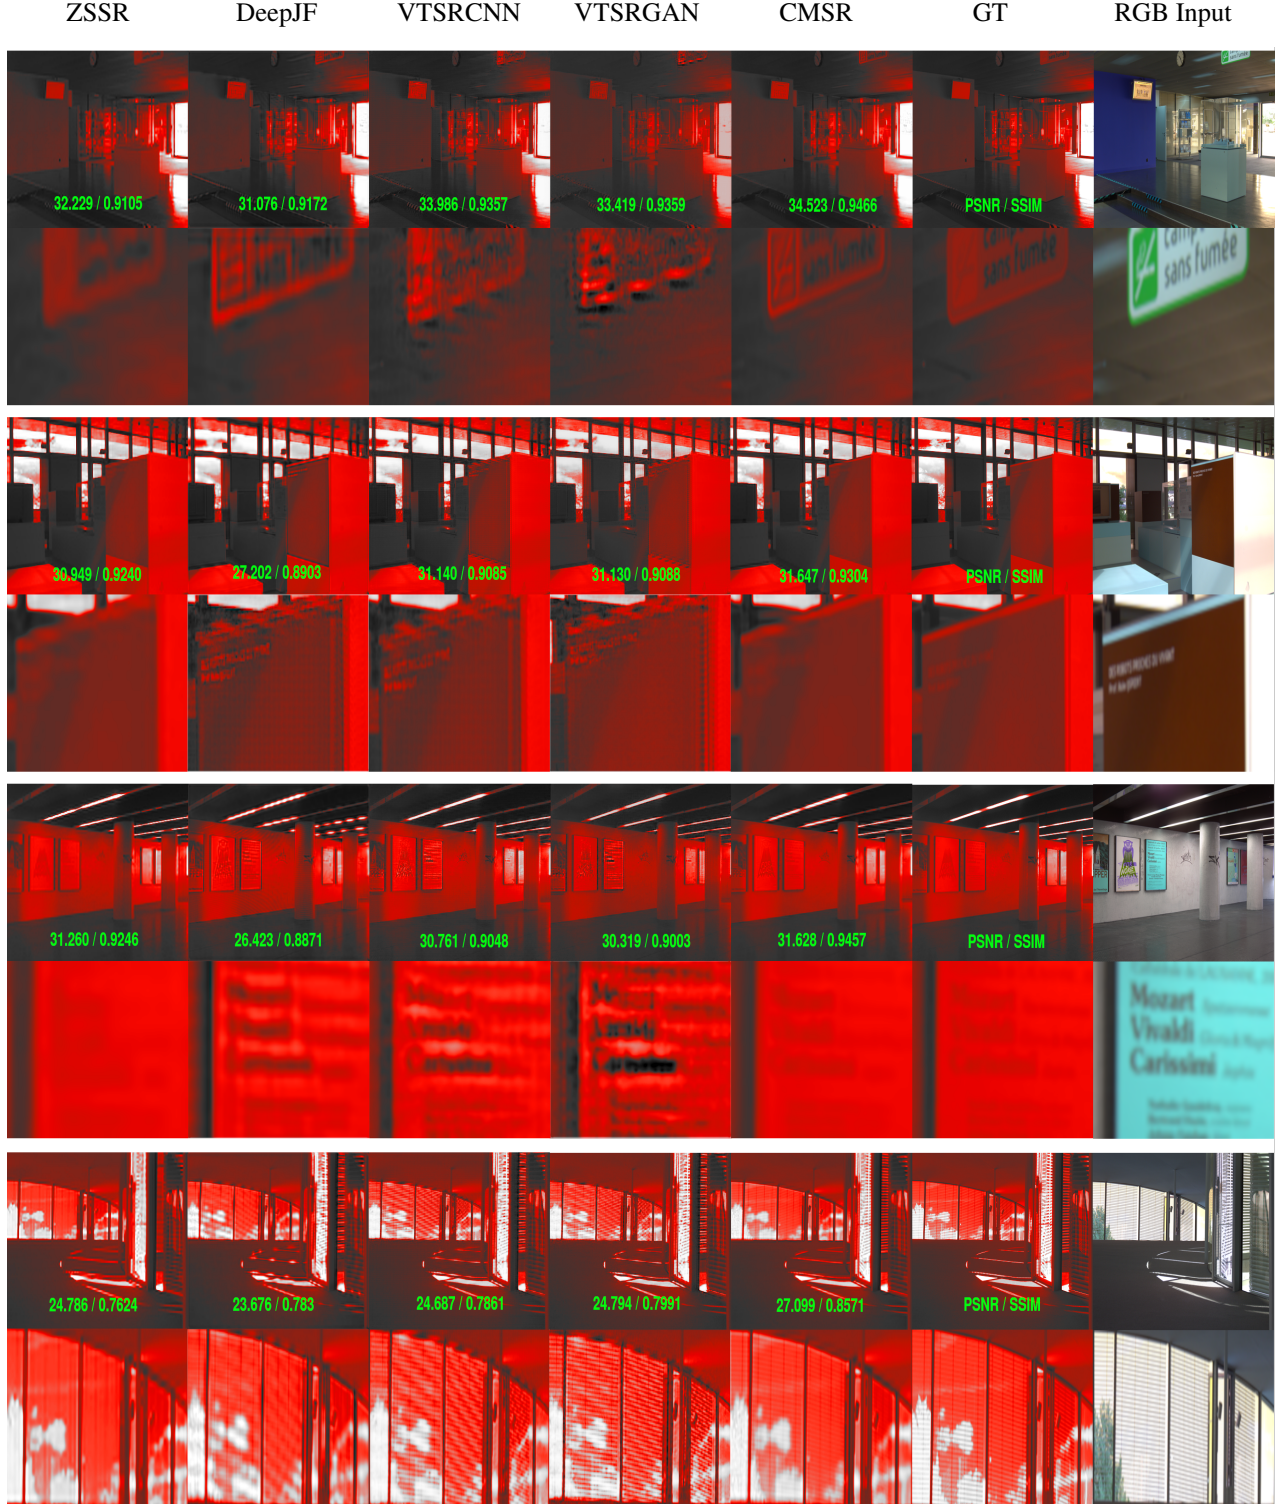 ZSSR DeepJF VTSRCNN VTSRGAN CMSR GT RGB Input
32.229 / 0.9105 31.076 / 0.9172 33.986 / 0.9357 33.419 / 0.9359 34.523 / 0.9466 PSNR / SSIM
sans fumée sans fumée sans fumée
30.949 / 0.9240 27.202 / 0.8903 31.140 / 0.9085 31.130 / 0.9088 31.647 / 0.9304 PSNR / SSIM
31.260 / 0.9246 26.423 / 0.8871 30.761 / 0.9048 30.319 / 0.9003 31.628 / 0.9457 PSNR / SSIM
Mozart
Vivaldi
Carissimi
24.786 / 0.7624 23.676 / 0.783 24.687 / 0.7861 24.794 / 0.7991 27.099 / 0.8571 PSNR / SSIM